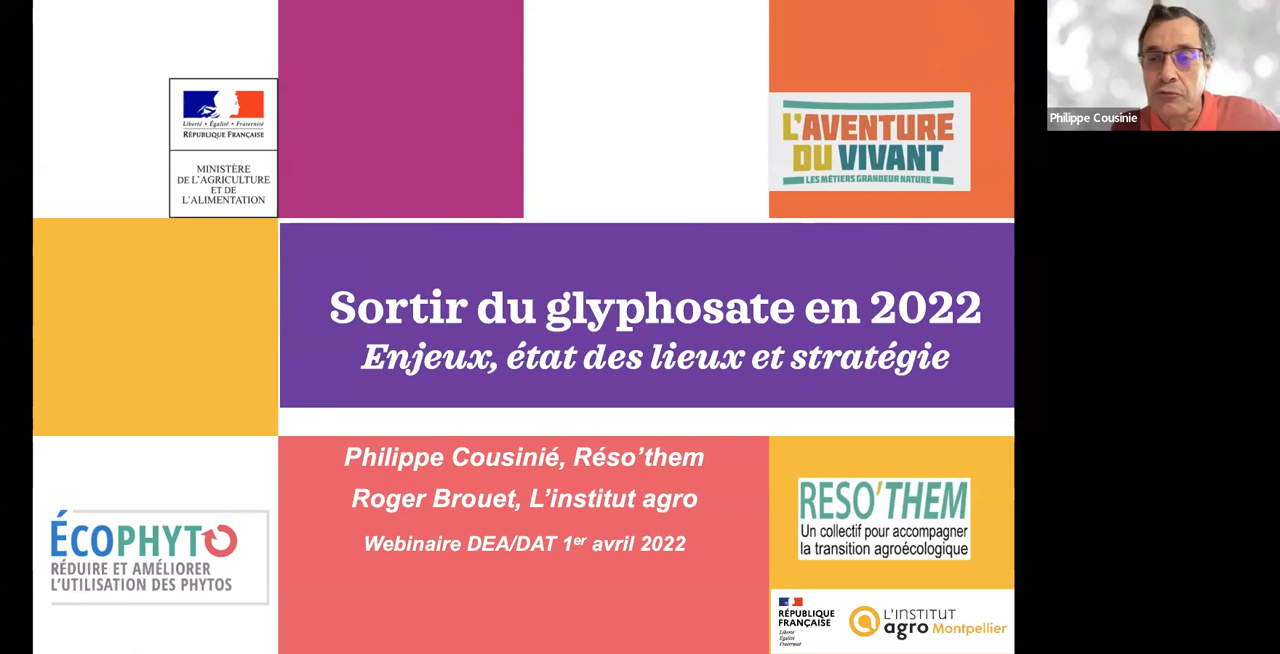 Liberté • Égalité • Fraternité
RÉPUBLIQUE FRANÇAISE
MINISTÈRE
DE L'AGRICULTURE
ET DE
L'ALIMENTATION
L'AVENTURE
DU VIVANT
LES MÉTIERS GRANDEUR NATURE
Philippe Cousinie
Sortir du glyphosate en 2022
Enjeux, état des lieux et stratégie
Philippe Cousinié, Réso'them
Roger Brouet, L'institut agro
Webinaire DEA/DAT 1er avril 2022
ÉCOPHYTO
RÉDUIRE ET AMÉLIORER
L'UTILISATION DES PHYTOS
RESO'THEM
Un collectif pour accompagner
la transition agroécologique
RÉPUBLIQUE
FRANÇAISE
Liberté
Égalité
Fraternité
L'INSTITUT
agro Montpellier